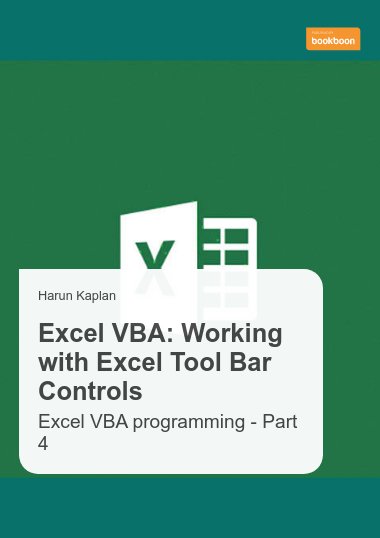 bookboon
Harun Kaplan
Excel VBA: Working
with Excel Tool Bar
Controls
Excel VBA programming - Part
4